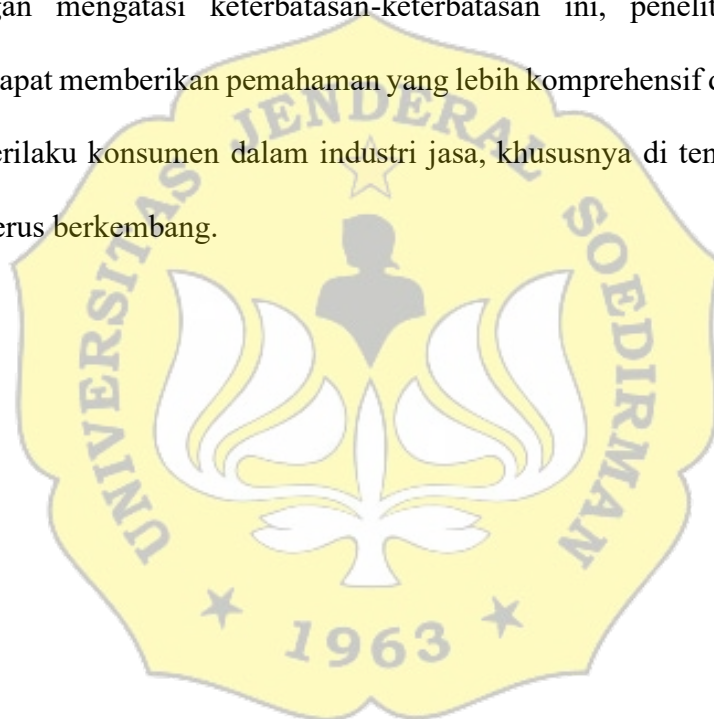 gan mengatasi keterbatasan-keterbatasan ini, penelit
apat memberikan pemahaman yang lebih komprehensif d
erilaku konsumen dalam industri jasa, khususnya di ten
erus berkembang.
UNIVERSITAS JENDERAL SOEDIRMAN
1963